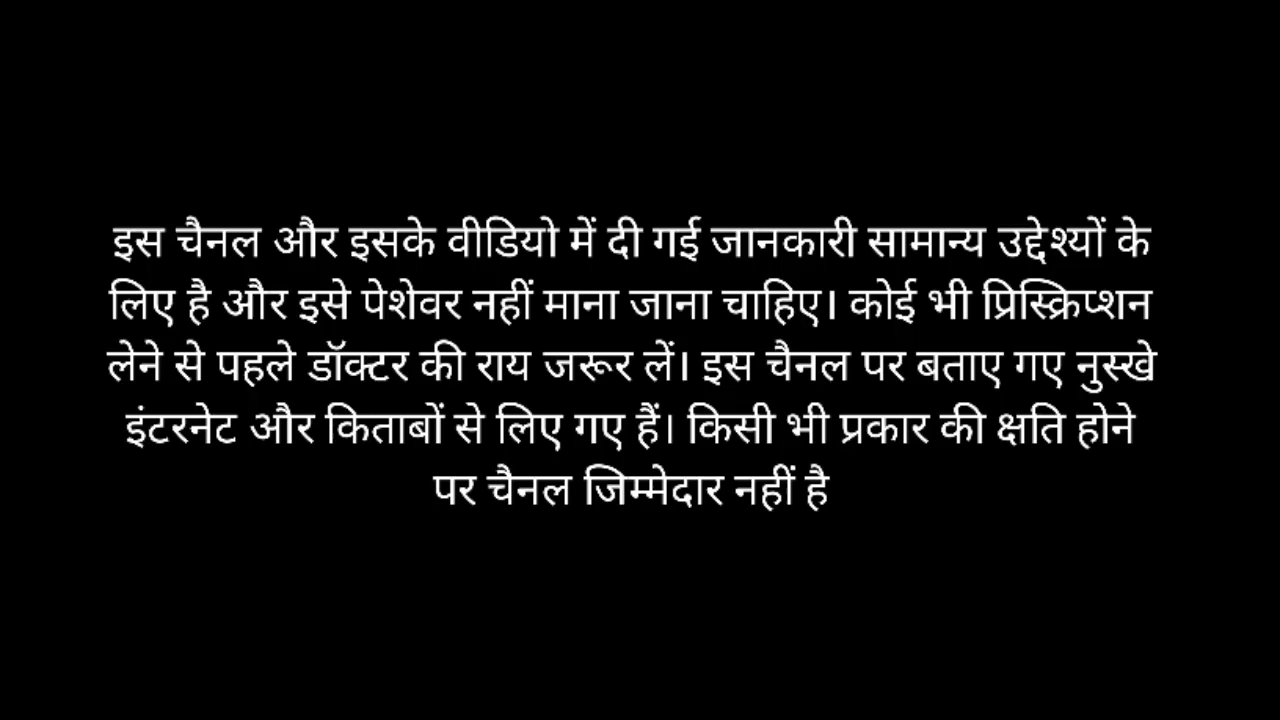 इस चैनल और इसके वीडियो में दी गई जानकारी सामान्य उद्देश्यों के
लिए है और इसे पेशेवर नहीं माना जाना चाहिए। कोई भी प्रिस्क्रिप्शन
लेने से पहले डॉक्टर की राय जरूर लें। इस चैनल पर बताए गए नुस्खे
इंटरनेट और किताबों से लिए गए हैं। किसी भी प्रकार की क्षति होने
पर चैनल जिम्मेदार नहीं है